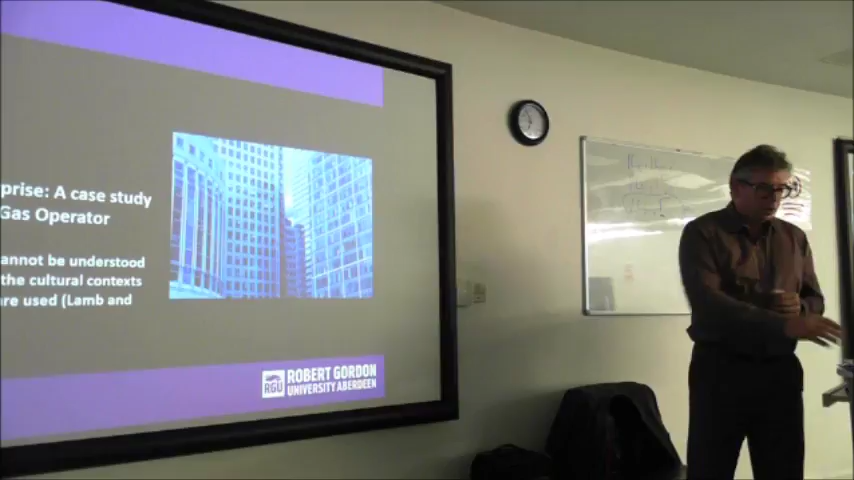 prise: A case study
Gas Operator
annot be understood
the cultural contexts
re used (Lamb and
RGU
ROBERT GORDON
UNIVERSITY ABERDEEN